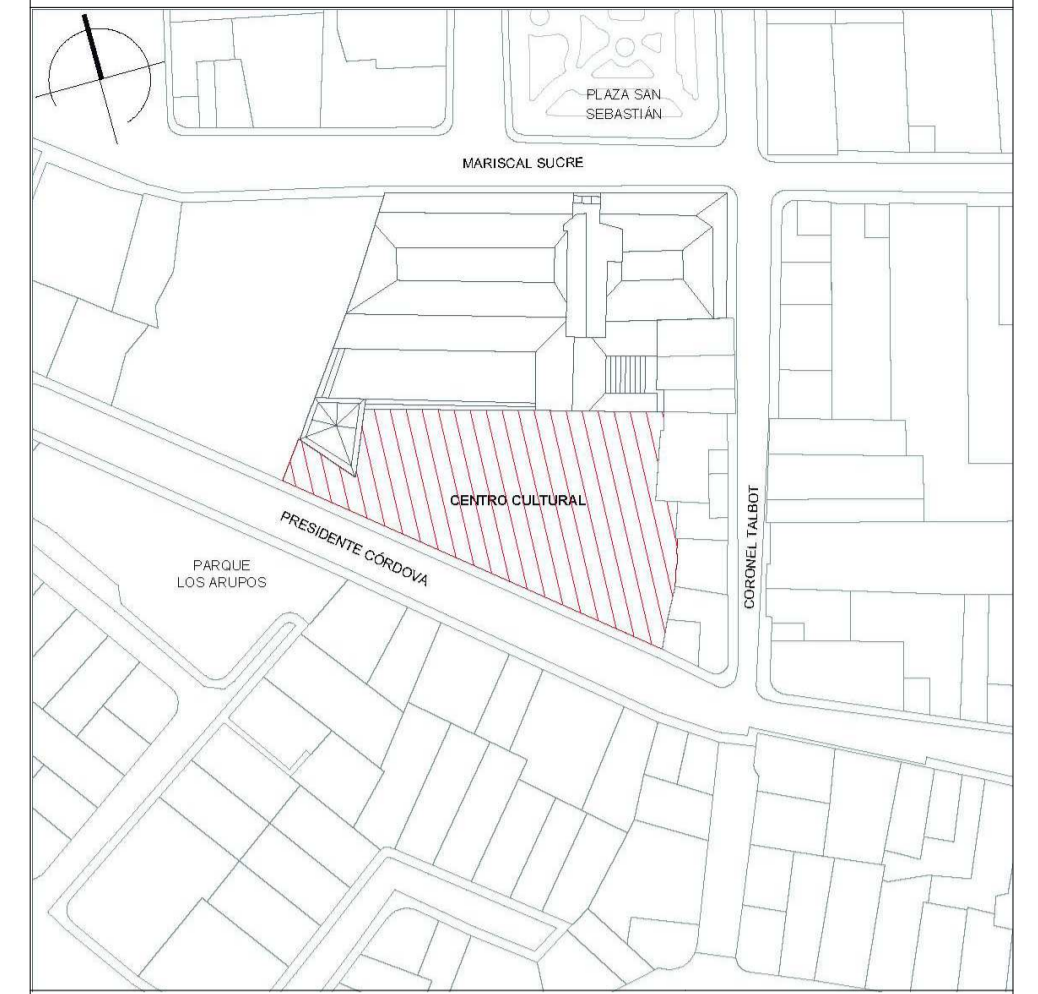 PLAZA SAN
SEBASTIÁN
MARISCAL SUCRE
CENTRO CULTURAL
PRESIDENTE CÓRDOVA
CORONEL TALBOT
PARQUE
LOS ARUPOS